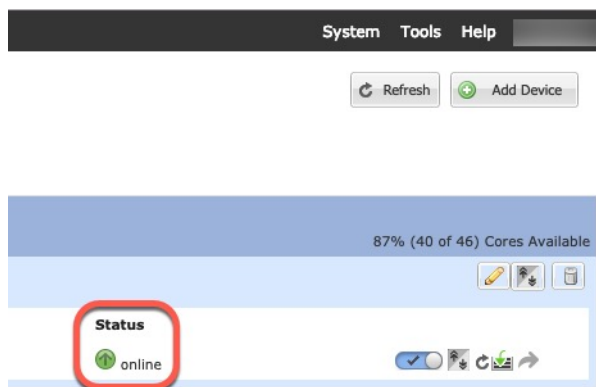 System Tools Help
Refresh Add Device
87% (40 of 46) Cores Available
Status
online